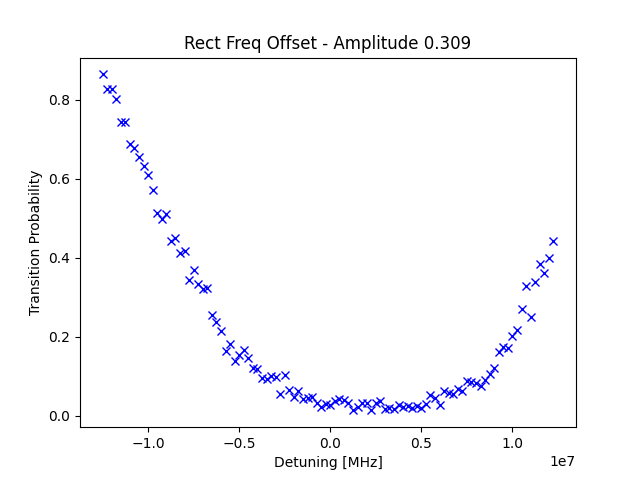 Rect Freq Offset - Amplitude 0.309
Transition Probability
0.8
0.6
0.4
0.2
0.0
−1.0 −0.5 0.0 0.5 1.0
1e7
Detuning [MHz]